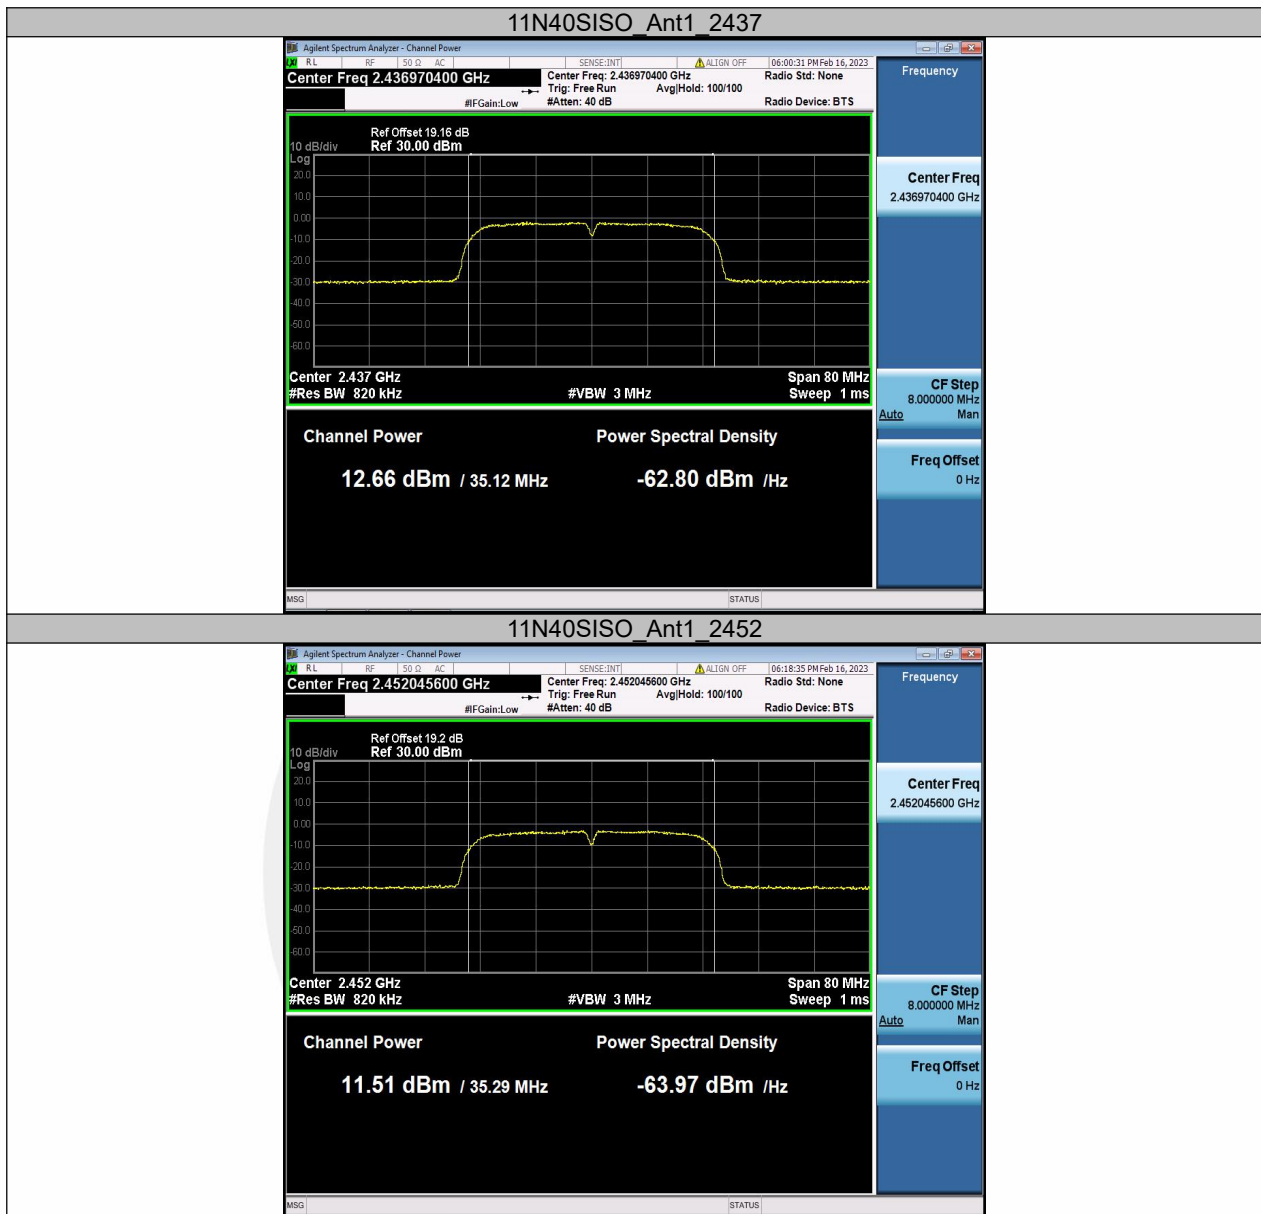 11N40SISO_Ant1_2437
Agilent Spectrum Analyzer - Channel Power
LXI RL RF 50 Ω AC SENSE:INT ALIGN OFF 06:00:31 PM Feb 16, 2023
Center Freq 2.436970400 GHz
Center Freq: 2.436970400 GHz Radio Std: None
Trig: Free Run Avg|Hold: 100/100
#IFGain:Low #Atten: 40 dB Radio Device: BTS
Frequency
Ref Offset 19.16 dB
10 dB/div Ref 30.00 dBm
Log
20.0
10.0
0.00
-10.0
-20.0
-30.0
-40.0
-50.0
-60.0
Center Freq
2.436970400 GHz
Center 2.437 GHz Span 80 MHz
#Res BW 820 kHz #VBW 3 MHz Sweep 1 ms
CF Step
8.000000 MHz
Auto Man
Channel Power Power Spectral Density
12.66 dBm / 35.12 MHz -62.80 dBm /Hz
Freq Offset
0 Hz
MSG STATUS
11N40SISO_Ant1_2452
Agilent Spectrum Analyzer - Channel Power
LXI RL RF 50 Ω AC SENSE:INT ALIGN OFF 06:18:35 PM Feb 16, 2023
Center Freq 2.452045600 GHz
Center Freq: 2.452045600 GHz Radio Std: None
Trig: Free Run Avg|Hold: 100/100
#IFGain:Low #Atten: 40 dB Radio Device: BTS
Frequency
Ref Offset 19.2 dB
10 dB/div Ref 30.00 dBm
Log
20.0
10.0
0.00
-10.0
-20.0
-30.0
-40.0
-50.0
-60.0
Center Freq
2.452045600 GHz
Center 2.452 GHz Span 80 MHz
#Res BW 820 kHz #VBW 3 MHz Sweep 1 ms
CF Step
8.000000 MHz
Auto Man
Channel Power Power Spectral Density
11.51 dBm / 35.29 MHz -63.97 dBm /Hz
Freq Offset
0 Hz
MSG STATUS